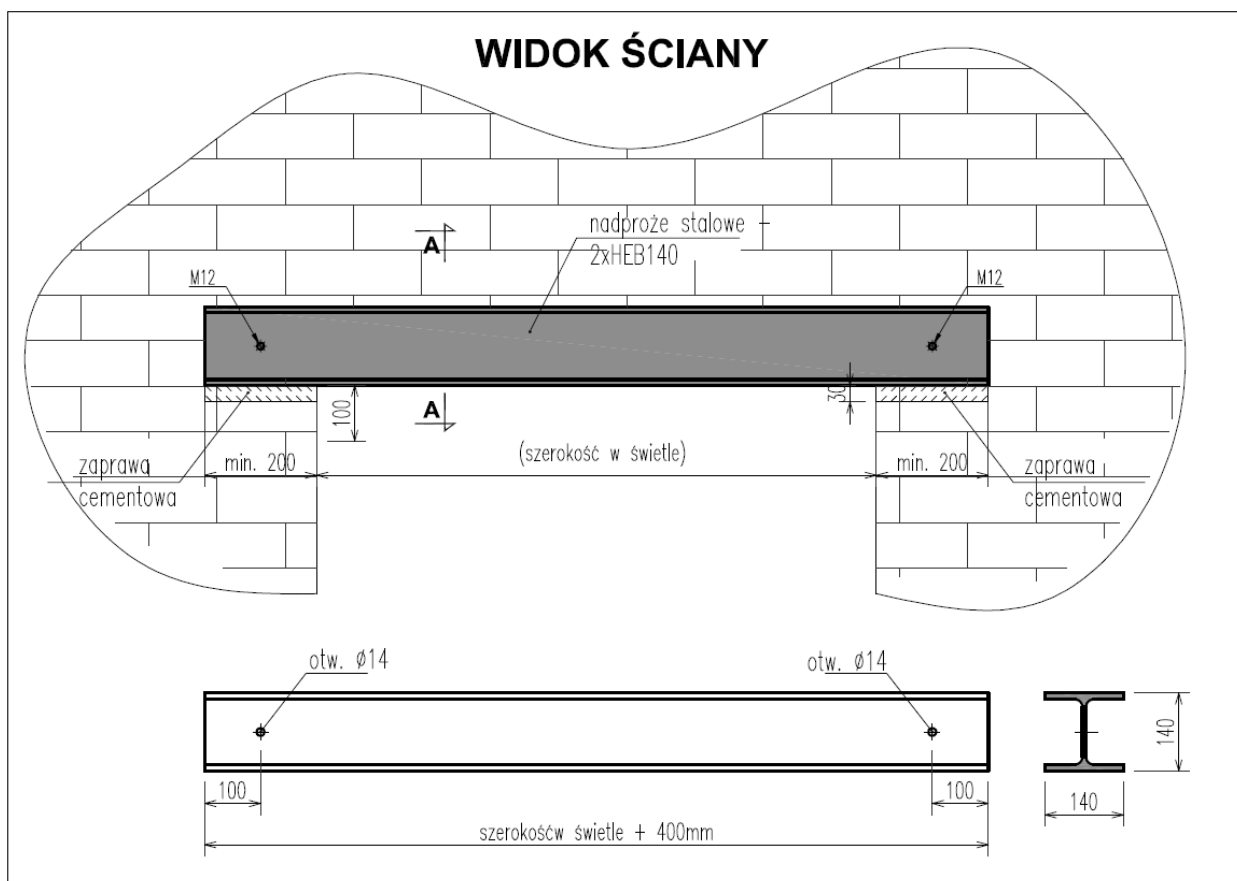 WIDOK ŚCIANY
nadproże stalowe
2xHEB140
A
M12
M12
A
100
30
(szerokość w świetle)
zaprawa
cementowa
min. 200
min. 200
zaprawa
cementowa
otw. ø14
otw. ø14
140
100
100
140
szerokośćw świetle + 400mm